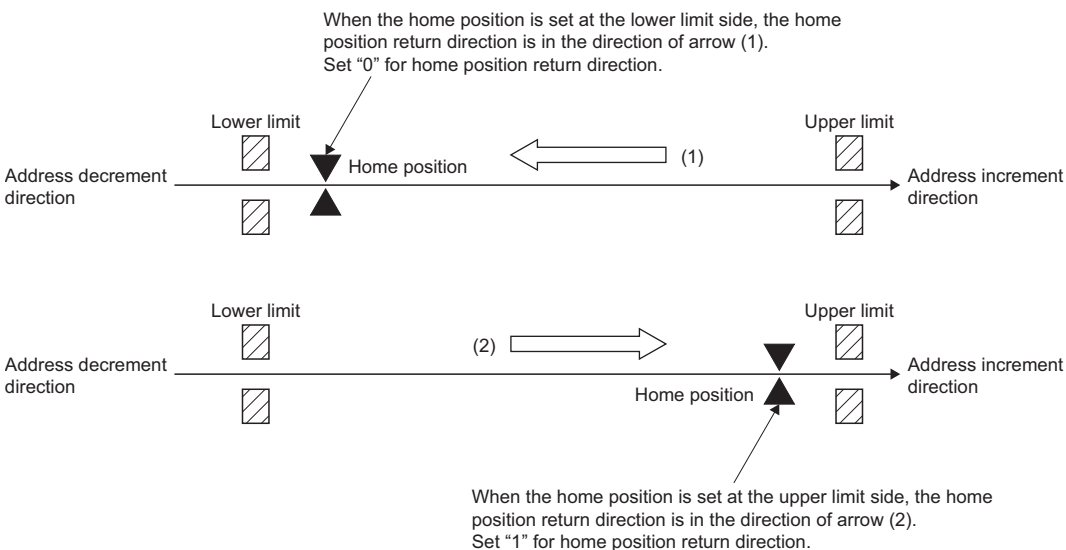 When the home position is set at the lower limit side, the home
position return direction is in the direction of arrow (1).
Set “0” for home position return direction.
Lower limit
Upper limit
Home position
(1)
Address decrement
direction
Address increment
direction
Lower limit
Upper limit
(2)
Address decrement
direction
Address increment
direction
Home position
When the home position is set at the upper limit side, the home
position return direction is in the direction of arrow (2).
Set “1” for home position return direction.